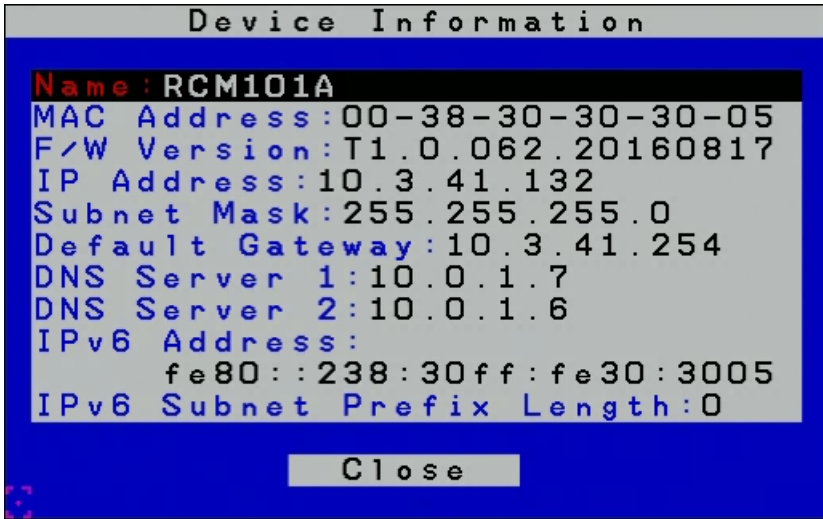 Device Information
Name:RCM101A
MAC Address:00-38-30-30-30-05
F/W Version:T1.0.062.20160817
IP Address:10.3.41.132
Subnet Mask:255.255.255.0
Default Gateway:10.3.41.254
DNS Server 1:10.0.1.7
DNS Server 2:10.0.1.6
IPv6 Address:
fe80::238:30ff:fe30:3005
IPv6 Subnet Prefix Length:0
Close